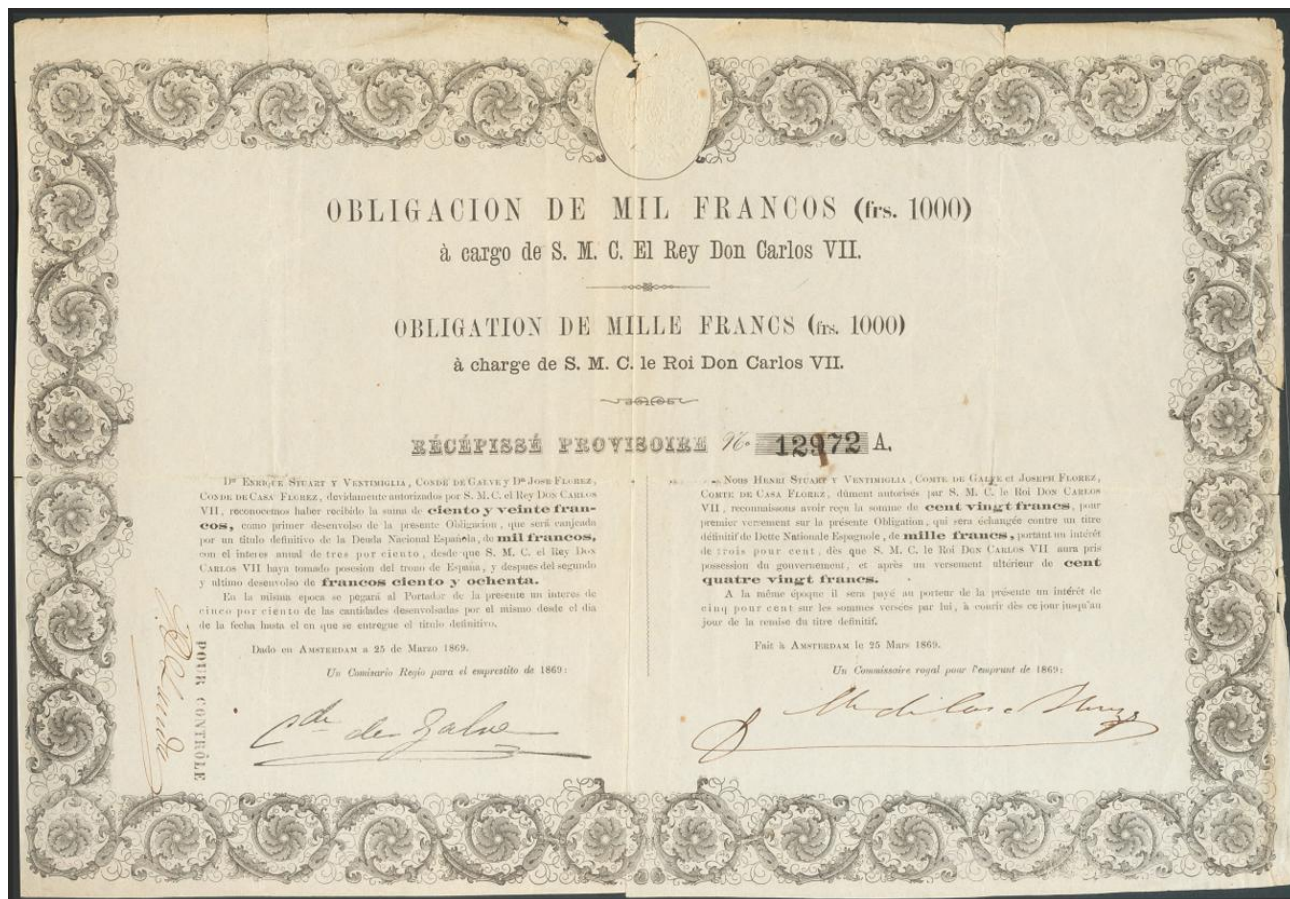 OBLIGACION DE MIL FRANCOS (frs. 1000)
à cargo de S. M. C. El Rey Don Carlos VII.
OBLIGATION DE MILLE FRANCS (frs. 1000)
à charge de S. M. C. le Roi Don Carlos VII.
RÉCÉPISSÉ PROVISOIRE No 12972 A.
Dn ENRIQUE STUART Y VENTIMIGLIA, CONDE DE GALVE y Dn JOSE FLOREZ,
CONDE DE CASA FLOREZ, devidamente autorizados por S. M. C. el Rey DON CARLOS
VII, reconocemos haber recibido la suma de ciento y veinte fran-
cos, como primer desenvolso de la presente Obligacion, que será canjeada
por un titulo definitivo de la Deuda Nacional Española, de mil francos,
con el interes anual de tres por ciento, desde que S. M. C. el Rey DON
CARLOS VII haya tomado posesion del trono de España, y despues del segundo
y ultimo desenvolso de francos ciento y ochenta.
En la misma epoca se pegará al Portador de la presente un interes de
cinco por ciento de las cantidades desenvolsadas por el mismo desde el dia
de la fecha hasta el en que se entregue el titulo definitivo.
Dado en AMSTERDAM a 25 de Marzo 1869.
Un Comisario Regio para el emprestito de 1869:
Cde de Galve
POUR CONTRÔLE
Nous HENRI STUART Y VENTIMIGLIA, COMTE DE GALVE et JOSEPH FLOREZ,
COMTE DE CASA FLOREZ, dûment autorisés par S. M. C. le Roi DON CARLOS
VII, reconnaissons avoir reçu la somme de cent vingt francs, pour
premier versement sur la présente Obligation, qui sera échangée contre un titre
définitif de Dette Nationale Espagnole, de mille francs, portant un intérêt
de trois pour cent, dès que S. M. C. le Roi DON CARLOS VII aura pris
possession du gouvernement, et après un versement ultérieur de cent
quatre vingt francs.
A la même époque il sera payé au porteur de la présente un intérêt de
cinq pour cent sur les sommes versées par lui, à courir dès ce jour jusqu'au
jour de la remise du titre definitif.
Fait à AMSTERDAM le 25 Mars 1869.
Un Commissaire royal pour l'emprunt de 1869: